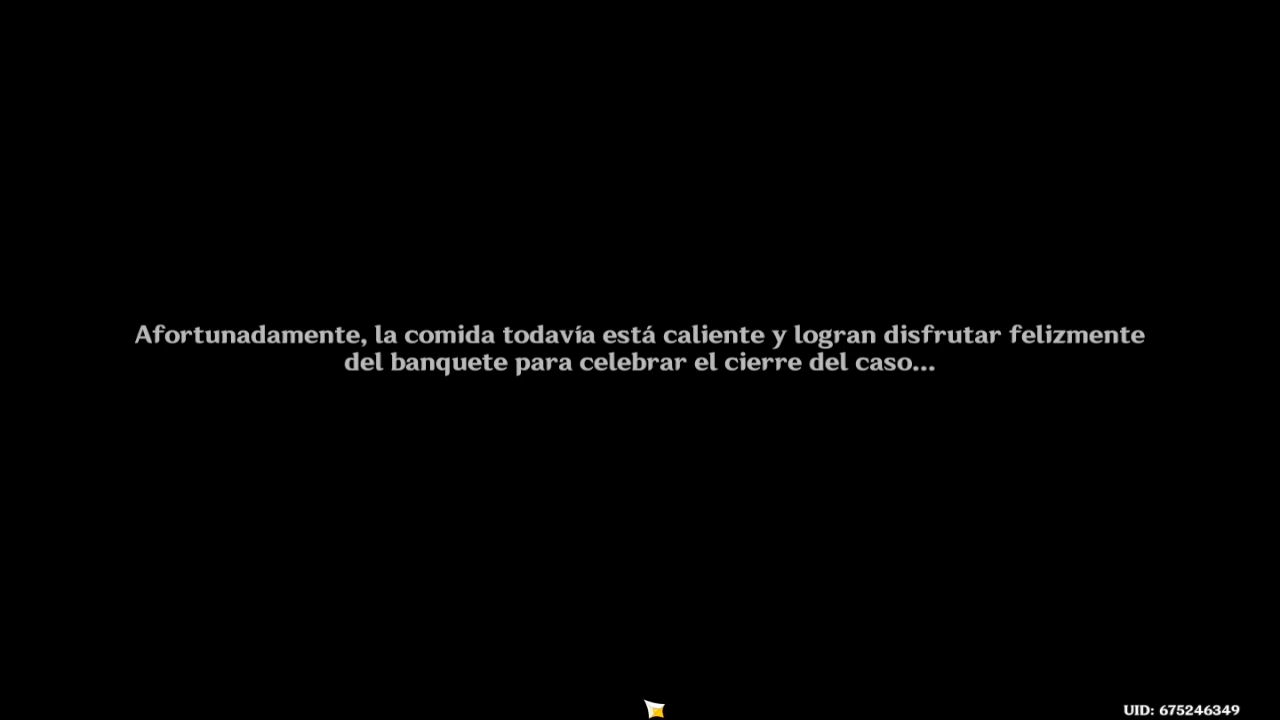 Afortunadamente, la comida todavía está caliente y logran disfrutar felizmente
del banquete para celebrar el cierre del caso...
UID: 675246349